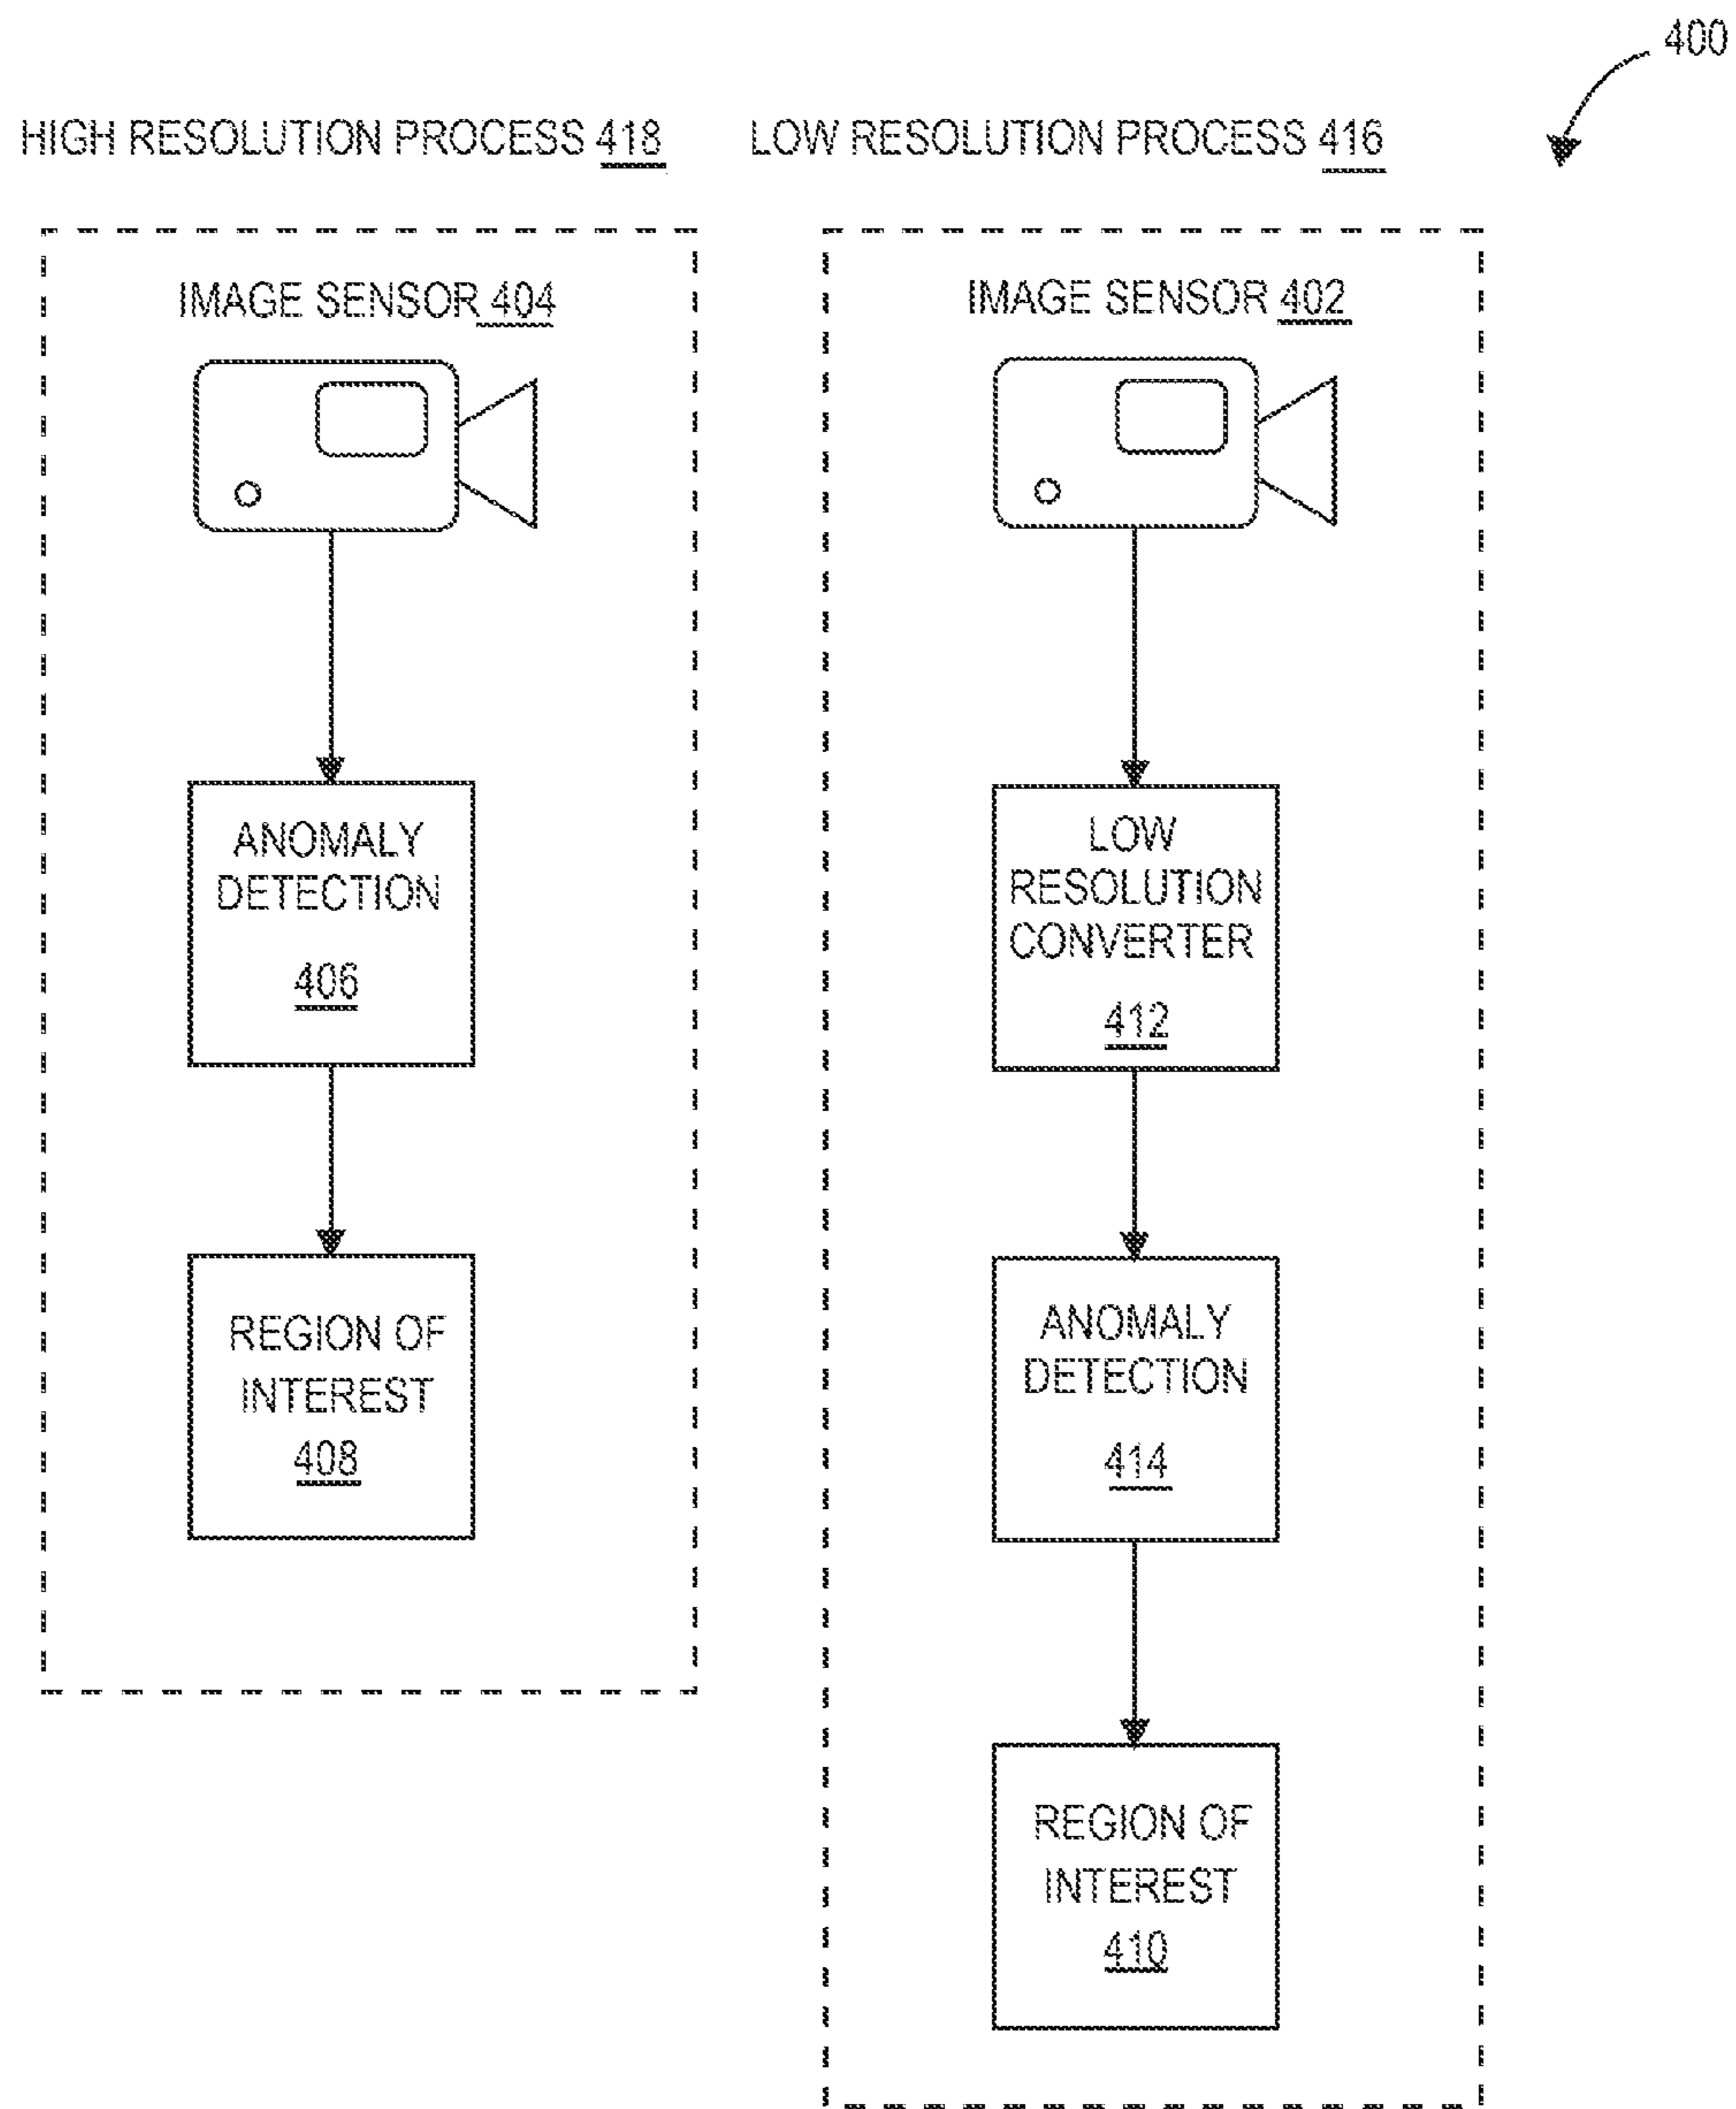 400
HIGH RESOLUTION PROCESS 418
LOW RESOLUTION PROCESS 416
IMAGE SENSOR 404
ANOMALY
DETECTION
406
REGION OF
INTEREST
408
IMAGE SENSOR 402
LOW
RESOLUTION
CONVERTER
412
ANOMALY
DETECTION
414
REGION OF
INTEREST
410